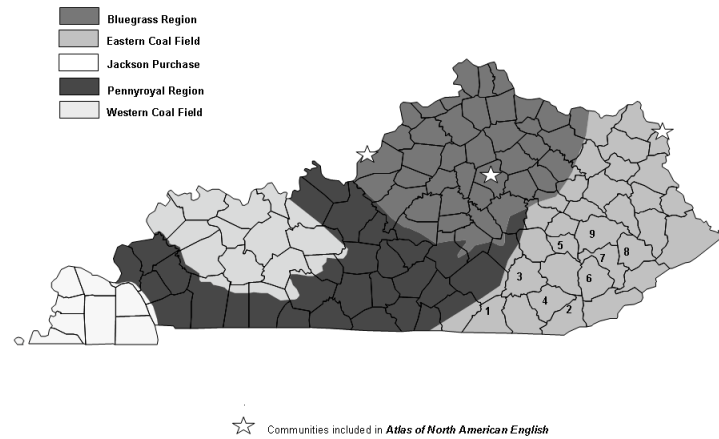 Bluegrass Region
Eastern Coal Field
Jackson Purchase
Pennyroyal Region
Western Coal Field
9
5
7
8
3
6
4
1
2
Communities included in Atlas of North American English